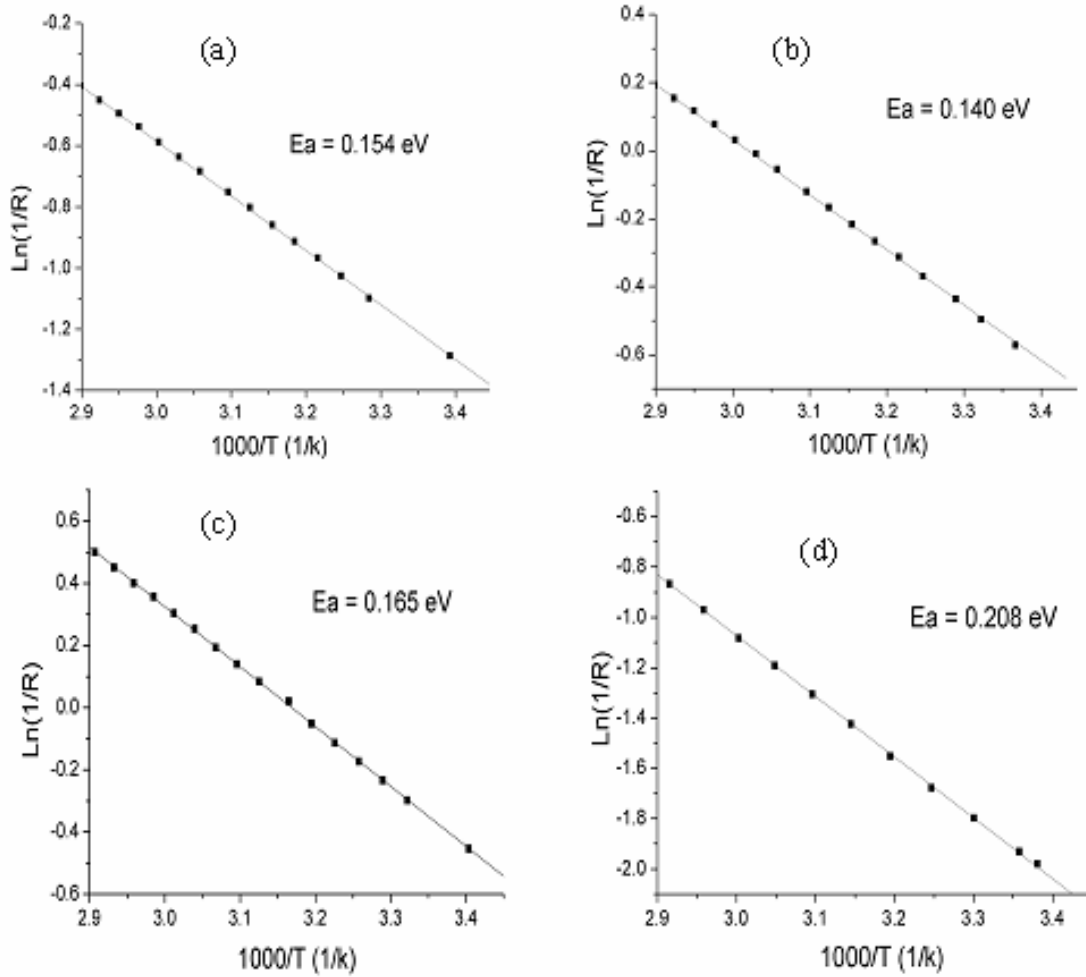 (a)
Ea = 0.154 eV
Ln(1/R)
-0.2
-0.4
-0.6
-0.8
-1.0
-1.2
-1.4
2.9 3.0 3.1 3.2 3.3 3.4
1000/T (1/k)
(b)
Ea = 0.140 eV
Ln(1/R)
0.4
0.2
0.0
-0.2
-0.4
-0.6
2.9 3.0 3.1 3.2 3.3 3.4
1000/T (1/k)
(c)
Ea = 0.165 eV
Ln(1/R)
0.6
0.4
0.2
0.0
-0.2
-0.4
-0.6
2.9 3.0 3.1 3.2 3.3 3.4
1000/T (1/k)
(d)
Ea = 0.208 eV
Ln(1/R)
-0.6
-0.8
-1.0
-1.2
-1.4
-1.6
-1.8
-2.0
2.9 3.0 3.1 3.2 3.3 3.4
1000/T (1/k)